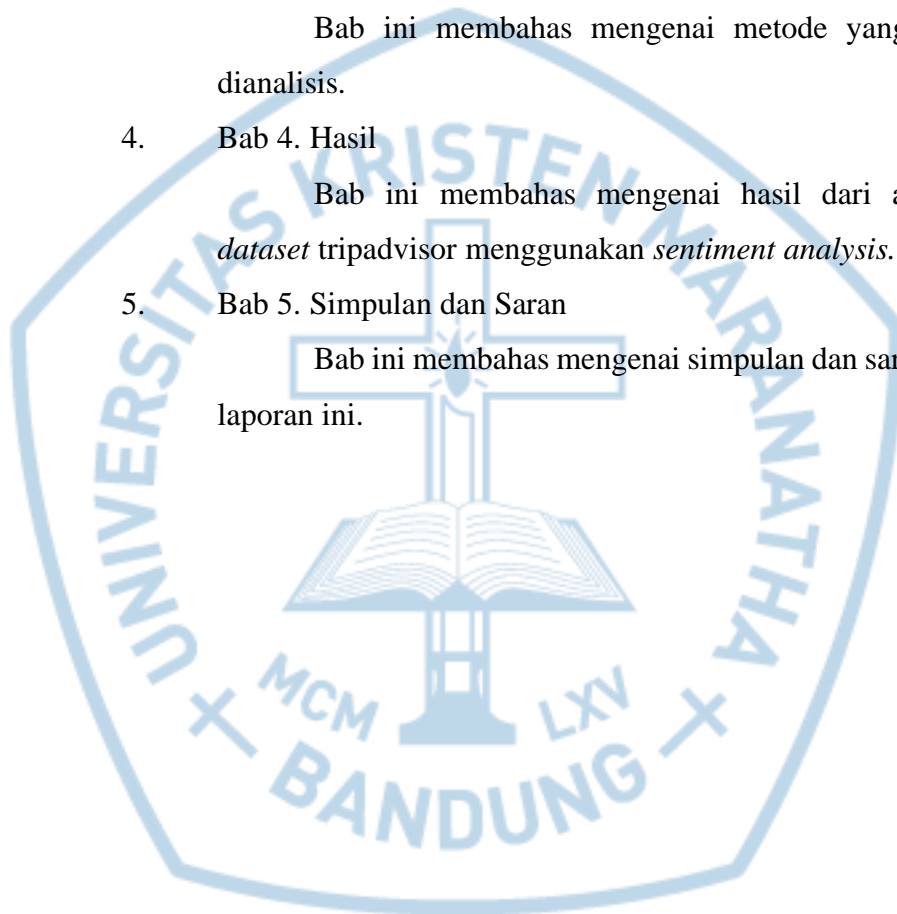 Bab ini membahas mengenai metode yang
dianalisis.
4. Bab 4. Hasil
Bab ini membahas mengenai hasil dari a
dataset tripadvisor menggunakan sentiment analysis.
5. Bab 5. Simpulan dan Saran
Bab ini membahas mengenai simpulan dan sar
laporan ini.
UNIVERSITAS KRISTEN MARANATHA
MCM LXV
BANDUNG